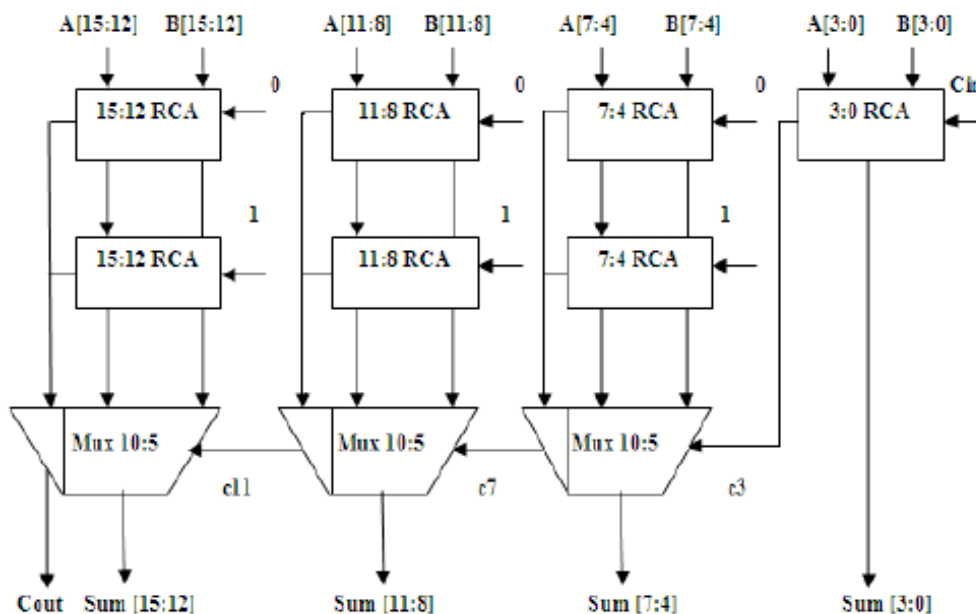 A[15:12] B[15:12] A[11:8] B[11:8] A[7:4] B[7:4] A[3:0] B[3:0]
0 0 0 Cin
15:12 RCA 11:8 RCA 7:4 RCA 3:0 RCA
1 1 1
15:12 RCA 11:8 RCA 7:4 RCA
Mux 10:5 Mux 10:5 Mux 10:5
c11 c7 c3
Cout Sum [15:12] Sum [11:8] Sum [7:4] Sum [3:0]